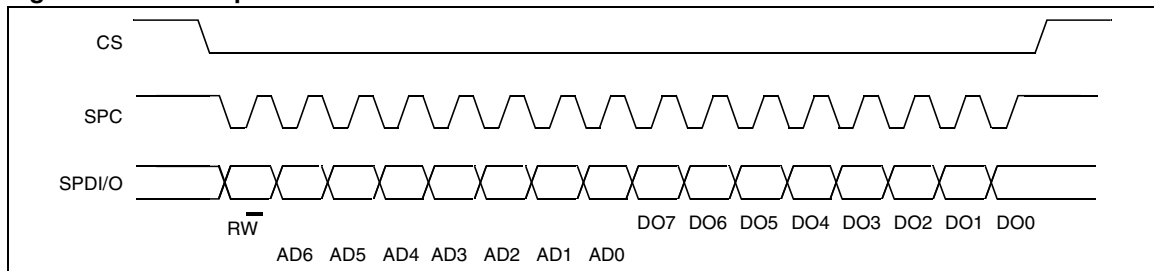 CS
SPC
SPDI/O
RW
DO7 DO6 DO5 DO4 DO3 DO2 DO1 DO0
AD6 AD5 AD4 AD3 AD2 AD1 AD0